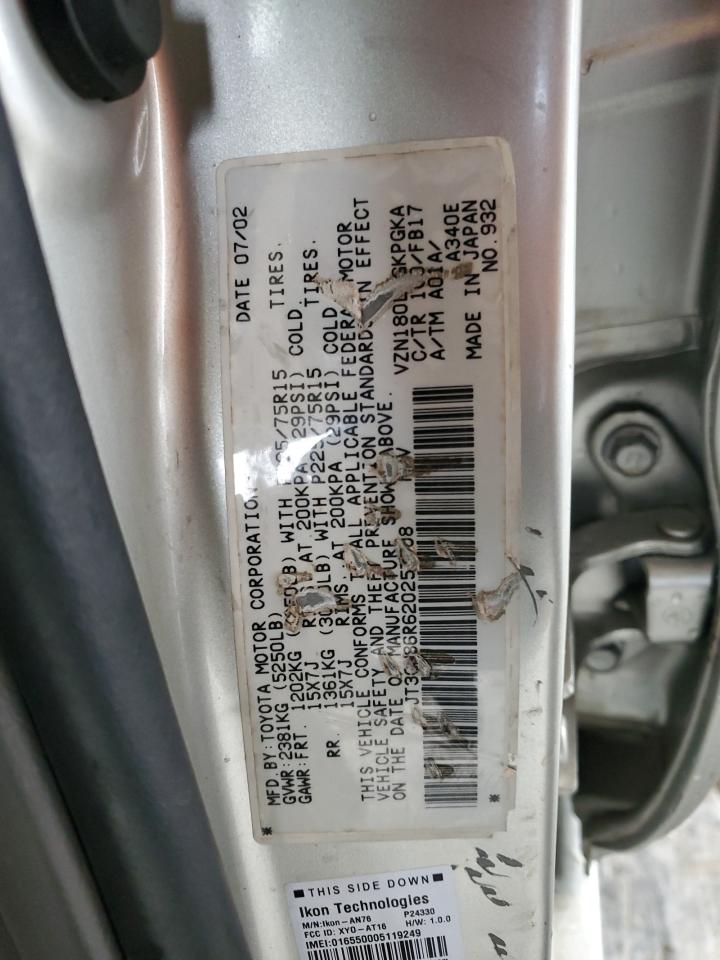 MFD. BY: TOYOTA MOTOR CORPORATION DATE 07/02
GVWR: 2381KG (5250LB)
GAWR: FRT. 1202KG WITH TIRES.
15X7J AT 200KPA (29PSI) COLD
RR. 1361KG WITH TIRES.
15X7J RIMS. AT 200KPA (29PSI) COLD
THIS VEHICLE CONFORMS ALL APPLICABLE FEDERAL MOTOR
VEHICLE SAFETY AND THEFT PREVENTION STANDARDS IN EFFECT
ON THE DATE OF MANUFACTURE SHOWN ABOVE.
VZN180L
C/TR /FB17
A/TM A01A/
A340E
MADE IN JAPAN
NO. 932
* *
THIS SIDE DOWN
Ikon Technologies
M/N:Ikon-AN76 P24330
FCC ID: XYO-AT16 H/W: 1.0.0
IMEI:016550005119249